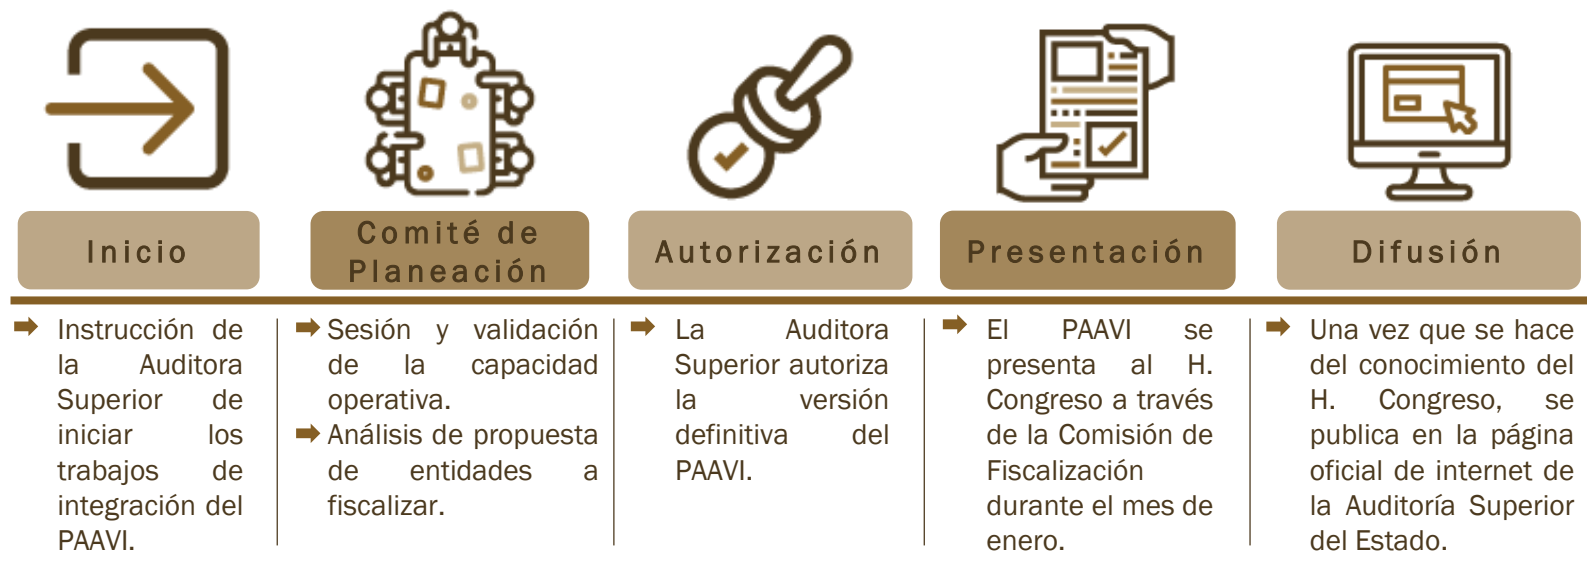 Inicio
Comité de
Planeación
Autorización
Presentación
Difusión
Instrucción de
la Auditora
Superior de
iniciar los
trabajos de
integración del
PAAVI.
Sesión y validación
de la capacidad
operativa.
Análisis de propuesta
de entidades a
fiscalizar.
La Auditora
Superior autoriza
la versión
definitiva del
PAAVI.
El PAAVI se
presenta al H.
Congreso a través
de la Comisión de
Fiscalización
durante el mes de
enero.
Una vez que se hace
del conocimiento del
H. Congreso, se
publica en la página
oficial de internet de
la Auditoría Superior
del Estado.